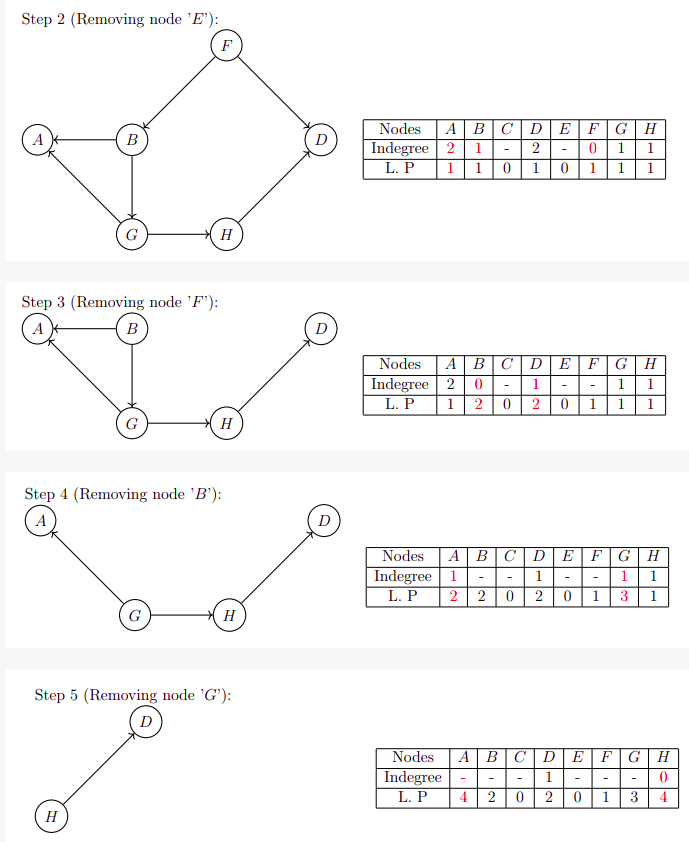 Step 2 (Removing node 'E'):
F
A B D
G H
Nodes A B C D E F G H
Indegree 2 1 - 2 - 0 1 1
L. P 1 1 0 1 0 1 1 1
Step 3 (Removing node 'F'):
A B D
G H
Nodes A B C D E F G H
Indegree 2 0 - 1 - - 1 1
L. P 1 2 0 2 0 1 1 1
Step 4 (Removing node 'B'):
A D
G H
Nodes A B C D E F G H
Indegree 1 - - 1 - - 1 1
L. P 2 2 0 2 0 1 3 1
Step 5 (Removing node 'G'):
D
H
Nodes A B C D E F G H
Indegree - - - 1 - - - 0
L. P 4 2 0 2 0 1 3 4